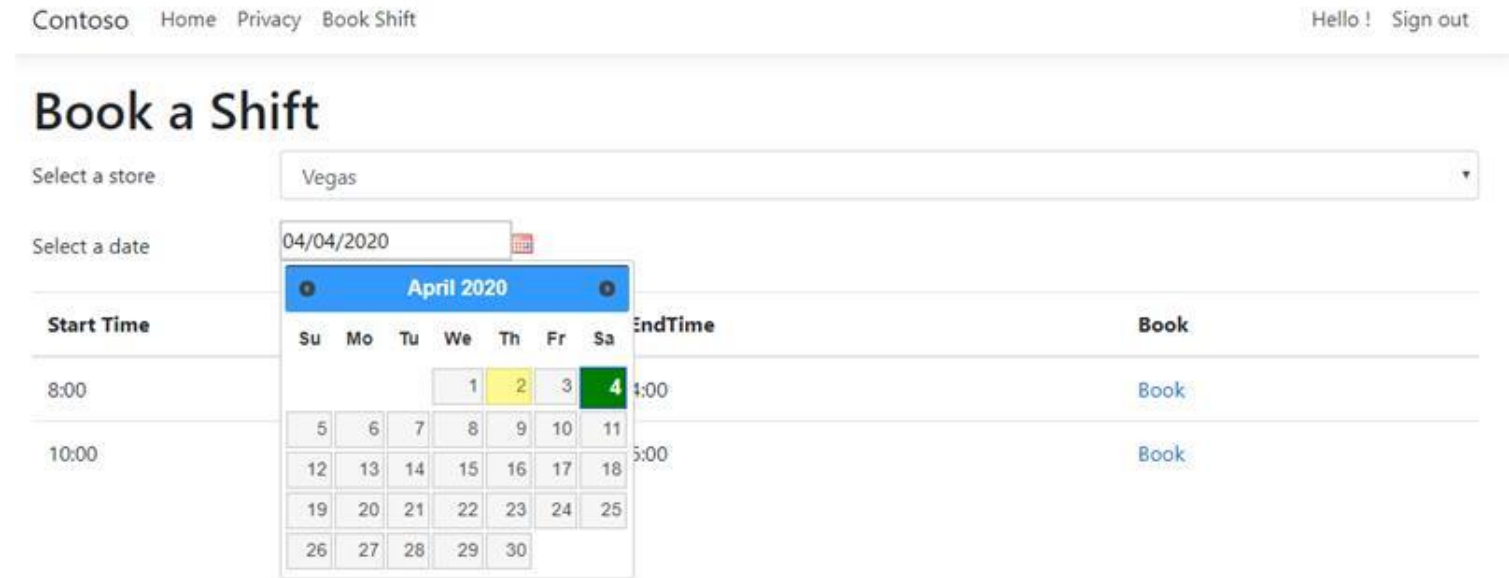 Contoso Home Privacy Book Shift Hello ! Sign out
Book a Shift
Select a store Vegas
Select a date 04/04/2020
April 2020
Start Time EndTime Book
Su Mo Tu We Th Fr Sa
1 2 3 4
8:00 4:00 Book
5 6 7 8 9 10 11
10:00 :00 Book
12 13 14 15 16 17 18
19 20 21 22 23 24 25
26 27 28 29 30